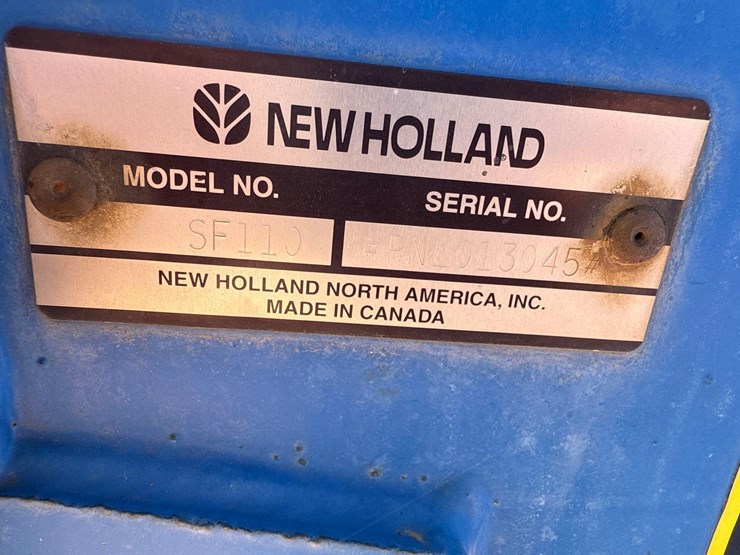 NEW HOLLAND
MODEL NO.
SERIAL NO.
SF110
NEW HOLLAND NORTH AMERICA, INC.
MADE IN CANADA